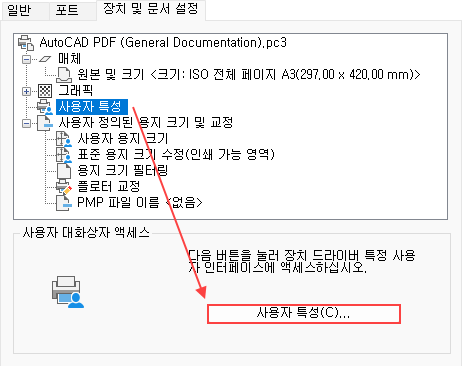 일반 포트 장치 및 문서 설정
AutoCAD PDF (General Documentation).pc3
매체
원본 및 크기 <크기: ISO 전체 페이지 A3(297.00 x 420.00 mm)>
그래픽
사용자 특성
사용자 정의된 용지 크기 및 교정
사용자 용지 크기
표준 용지 크기 수정(인쇄 가능 영역)
용지 크기 필터링
플로터 교정
PMP 파일 이름 <없음>
사용자 대화상자 액세스
다음 버튼을 눌러 장치 드라이버 특정 사용
자 인터페이스에 액세스하십시오.
사용자 특성(C)...